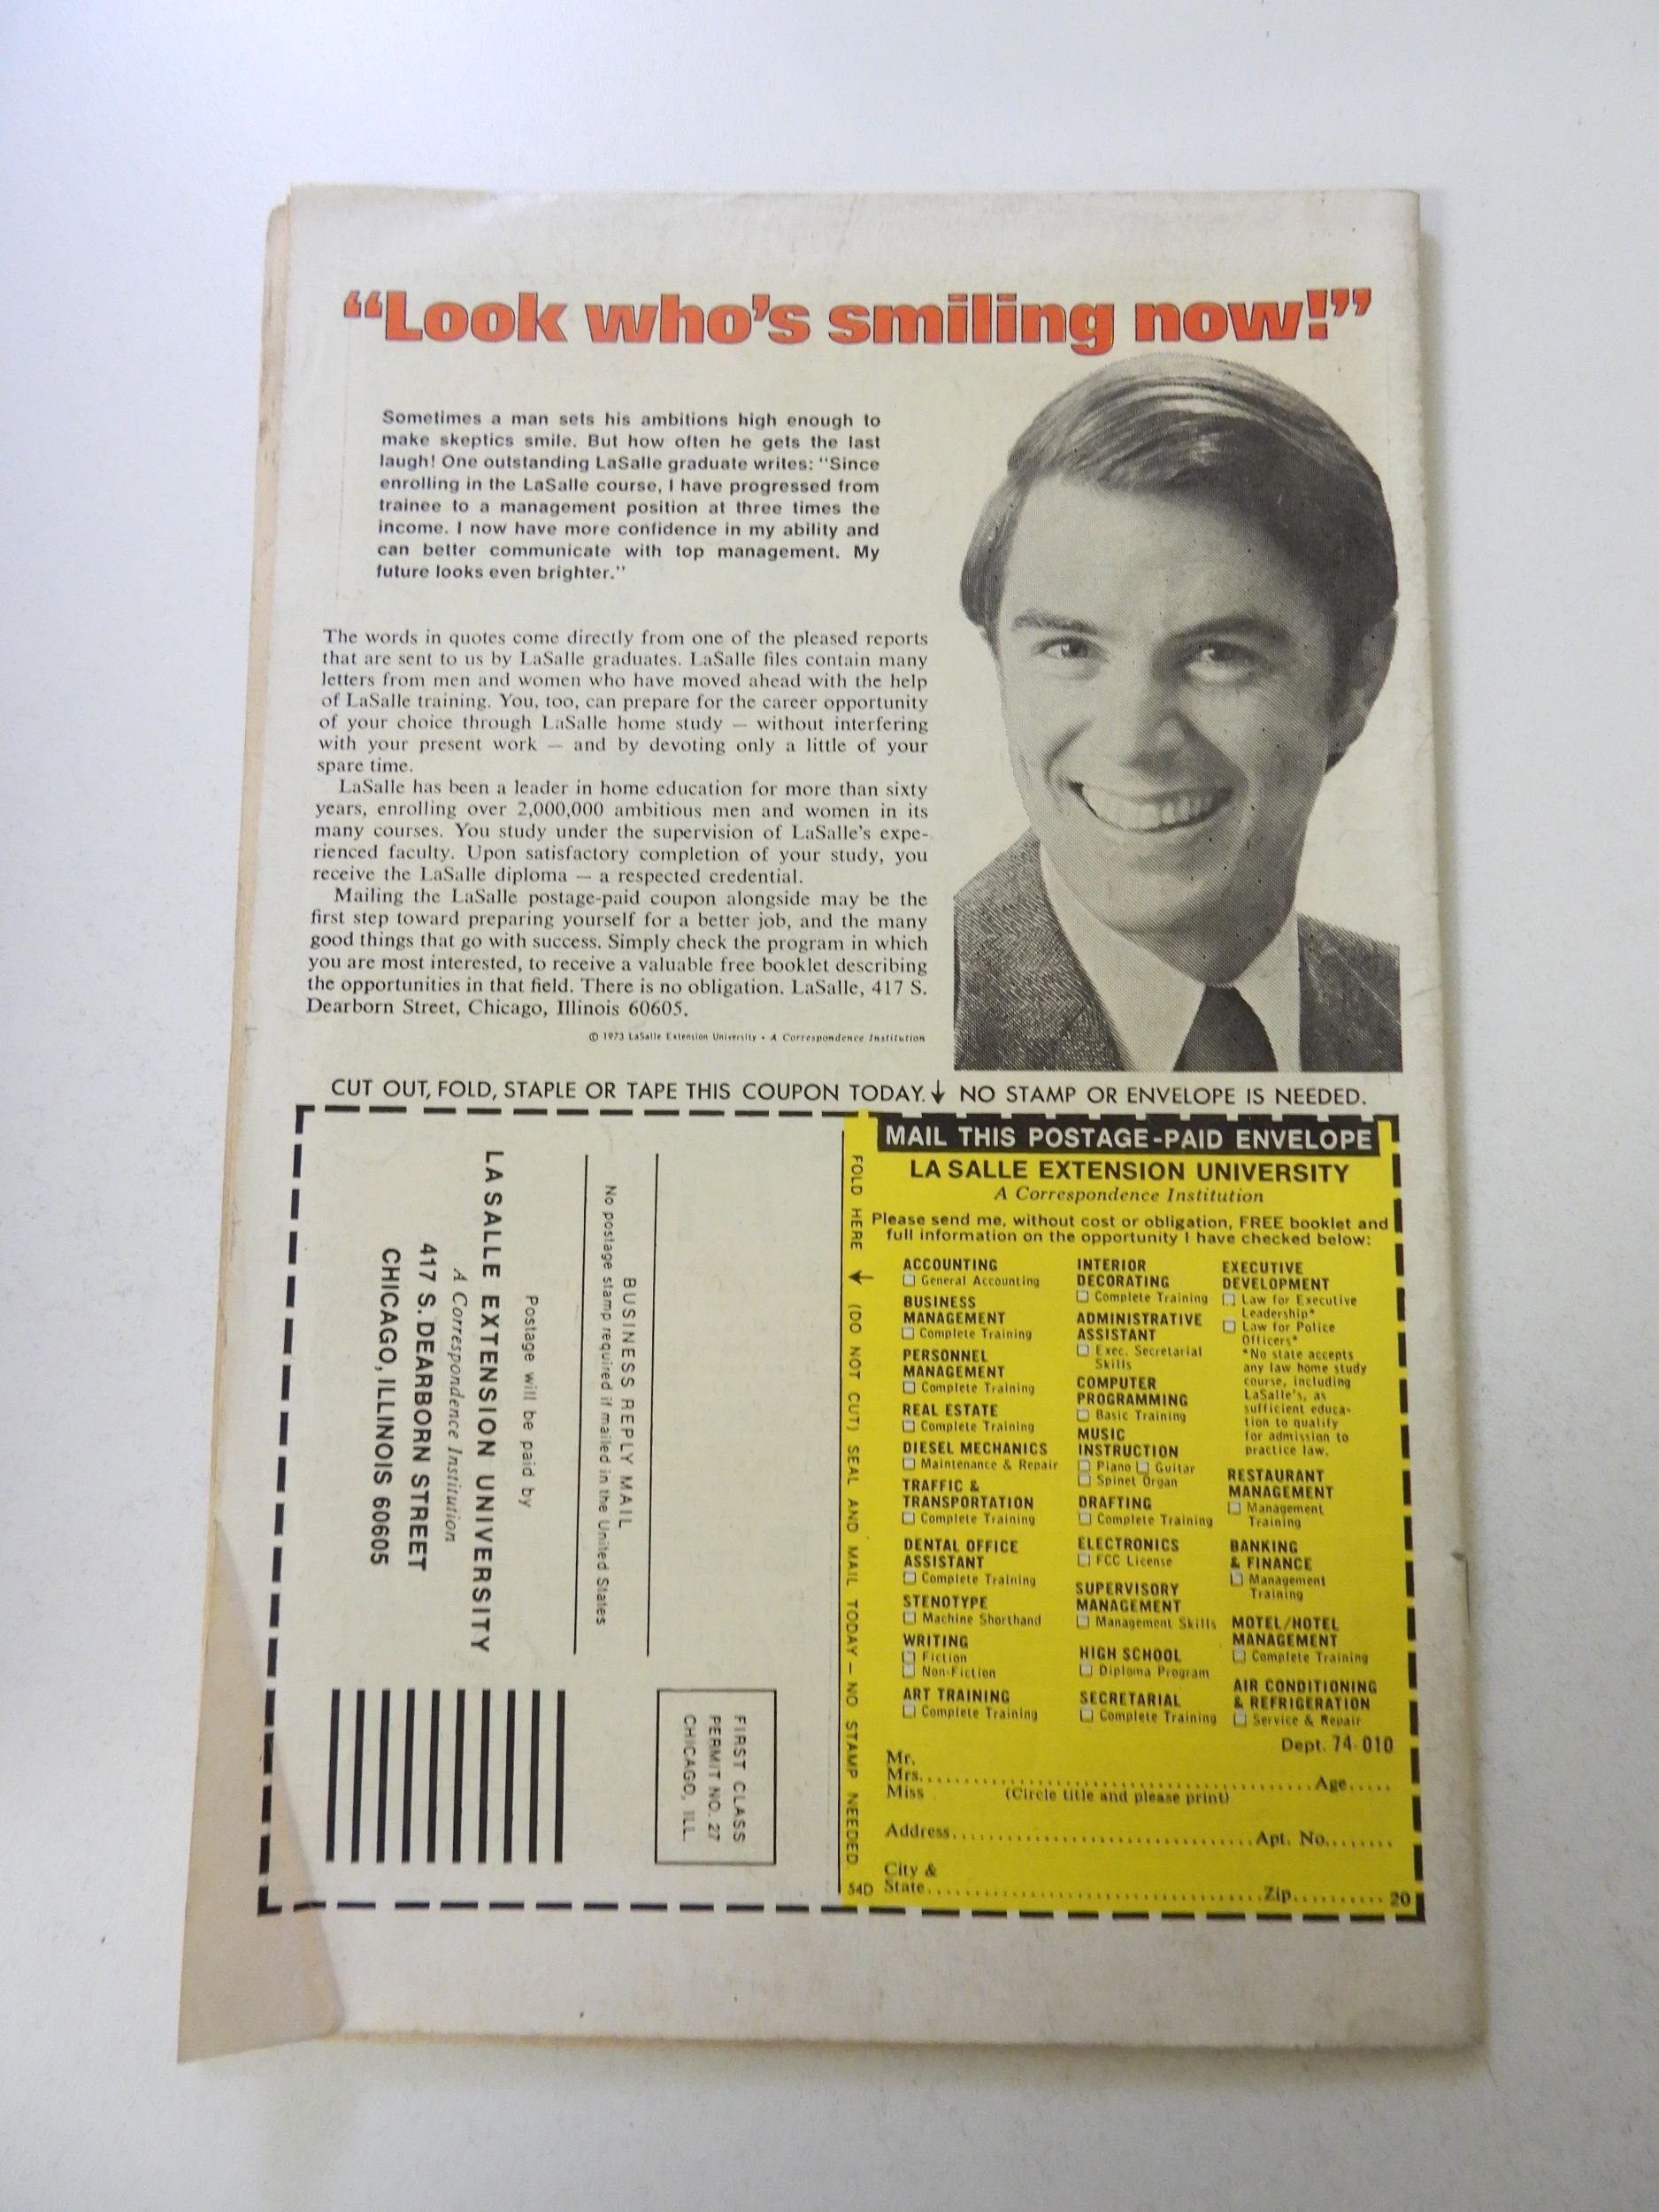 “Look who’s smiling now!”
Sometimes a man sets his ambitions high enough to
make skeptics smile. But how often he gets the last
laugh! One outstanding LaSalle graduate writes: "Since
enrolling in the LaSalle course, I have progressed from
trainee to a management position at three times the
income. I now have more confidence in my ability and
can better communicate with top management. My
future looks even brighter."
The words in quotes come directly from one of the pleased reports
that are sent to us by LaSalle graduates. LaSalle files contain many
letters from men and women who have moved ahead with the help
of LaSalle training. You, too, can prepare for the career opportunity
of your choice through LaSalle home study — without interfering
with your present work — and by devoting only a little of your
spare time.
LaSalle has been a leader in home education for more than sixty
years, enrolling over 2,000,000 ambitious men and women in its
many courses. You study under the supervision of LaSalle's expe-
rienced faculty. Upon satisfactory completion of your study, you
receive the LaSalle diploma — a respected credential.
Mailing the LaSalle postage-paid coupon alongside may be the
first step toward preparing yourself for a better job, and the many
good things that go with success. Simply check the program in which
you are most interested, to receive a valuable free booklet describing
the opportunities in that field. There is no obligation. LaSalle, 417 S.
Dearborn Street, Chicago, Illinois 60605.
© 1973 LaSalle Extension University • A Correspondence Institution
CUT OUT, FOLD, STAPLE OR TAPE THIS COUPON TODAY.↓ NO STAMP OR ENVELOPE IS NEEDED.
FIRST CLASS
PERMIT NO. 27
CHICAGO, ILL.
BUSINESS REPLY MAIL
No postage stamp required if mailed in the United States
Postage will be paid by
LA SALLE EXTENSION UNIVERSITY
A Correspondence Institution
417 S. DEARBORN STREET
CHICAGO, ILLINOIS 60605
FOLD HERE ↓ (DO NOT CUT) SEAL AND MAIL TODAY — NO STAMP NEEDED
54D
MAIL THIS POSTAGE-PAID ENVELOPE
LA SALLE EXTENSION UNIVERSITY
A Correspondence Institution
Please send me, without cost or obligation, FREE booklet and
full information on the opportunity I have checked below:
ACCOUNTING
☐ General Accounting
BUSINESS
MANAGEMENT
☐ Complete Training
PERSONNEL
MANAGEMENT
☐ Complete Training
REAL ESTATE
☐ Complete Training
DIESEL MECHANICS
☐ Maintenance & Repair
TRAFFIC &
TRANSPORTATION
☐ Complete Training
DENTAL OFFICE
ASSISTANT
☐ Complete Training
STENOTYPE
☐ Machine Shorthand
WRITING
☐ Fiction
☐ Non-Fiction
ART TRAINING
☐ Complete Training
INTERIOR
DECORATING
☐ Complete Training
ADMINISTRATIVE
ASSISTANT
☐ Exec. Secretarial
Skills
COMPUTER
PROGRAMMING
☐ Basic Training
MUSIC
INSTRUCTION
☐ Piano ☐ Guitar
☐ Spinet Organ
DRAFTING
☐ Complete Training
ELECTRONICS
☐ FCC License
SUPERVISORY
MANAGEMENT
☐ Management Skills
HIGH SCHOOL
☐ Diploma Program
SECRETARIAL
☐ Complete Training
EXECUTIVE
DEVELOPMENT
☐ Law for Executive
Leadership*
☐ Law for Police
Officers*
*No state accepts
any law home study
course, including
LaSalle's, as
sufficient educa-
tion to qualify
for admission to
practice law.
RESTAURANT
MANAGEMENT
☐ Management
Training
BANKING
& FINANCE
☐ Management
Training
MOTEL/HOTEL
MANAGEMENT
☐ Complete Training
AIR CONDITIONING
& REFRIGERATION
☐ Service & Repair
Dept. 74-010
Mr.
Mrs.................................................Age.....
Miss (Circle title and please print)
Address.......................................Apt. No........
City &
State............................................Zip.......... 20